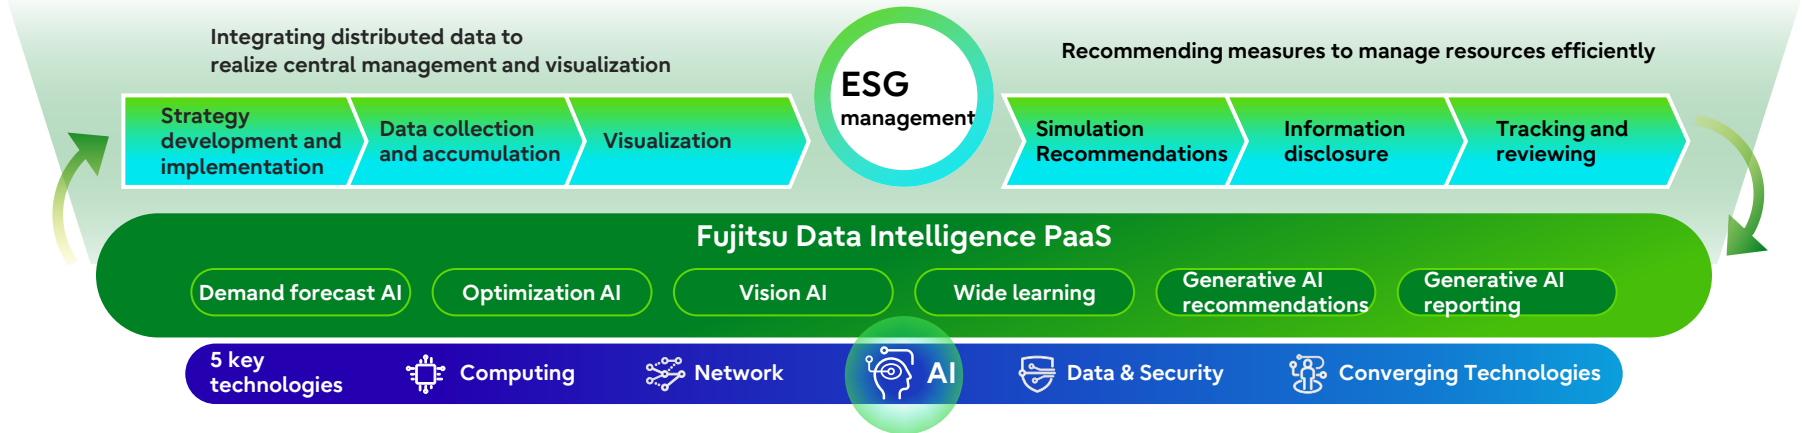 Integrating distributed data to
realize central management and visualization
ESG
management
Recommending measures to manage resources efficiently
Strategy
development and
implementation
Data collection
and accumulation
Visualization
Simulation
Recommendations
Information
disclosure
Tracking and
reviewing
Fujitsu Data Intelligence PaaS
Demand forecast AI
Optimization AI
Vision AI
Wide learning
Generative AI
recommendations
Generative AI
reporting
5 key
technologies
Computing
Network
AI
Data & Security
Converging Technologies